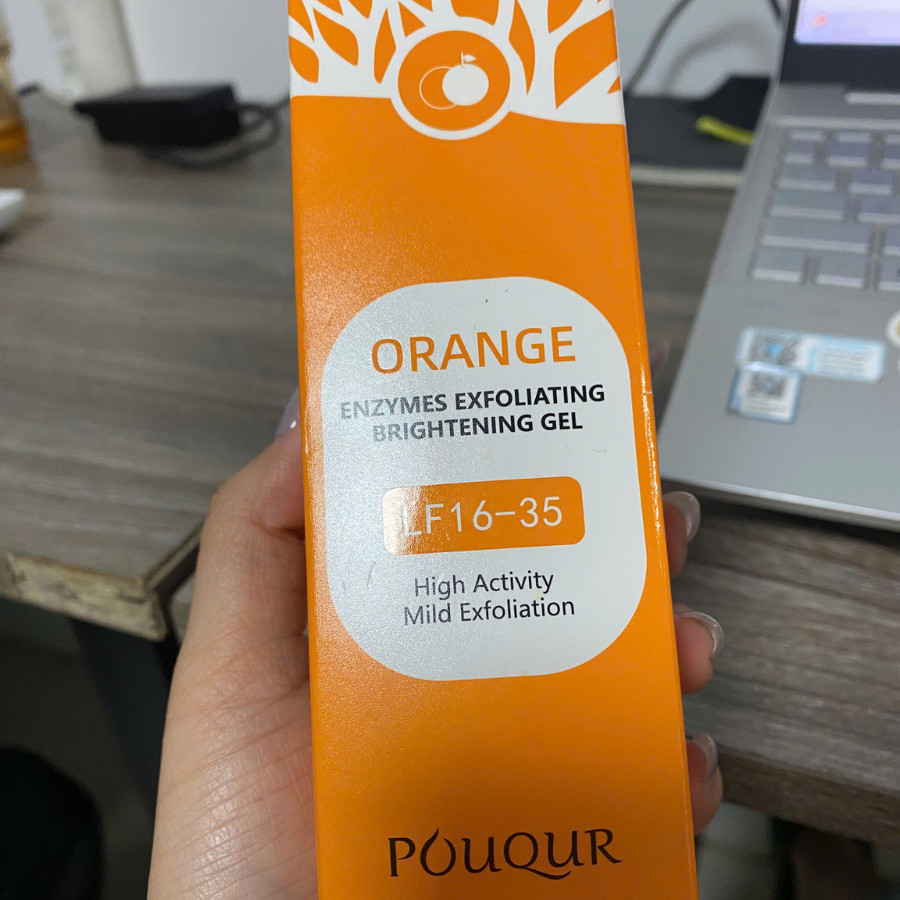 ORANGE
ENZYMES EXFOLIATING
BRIGHTENING GEL
LF16-35
High Activity
Mild Exfoliation
POUQUR